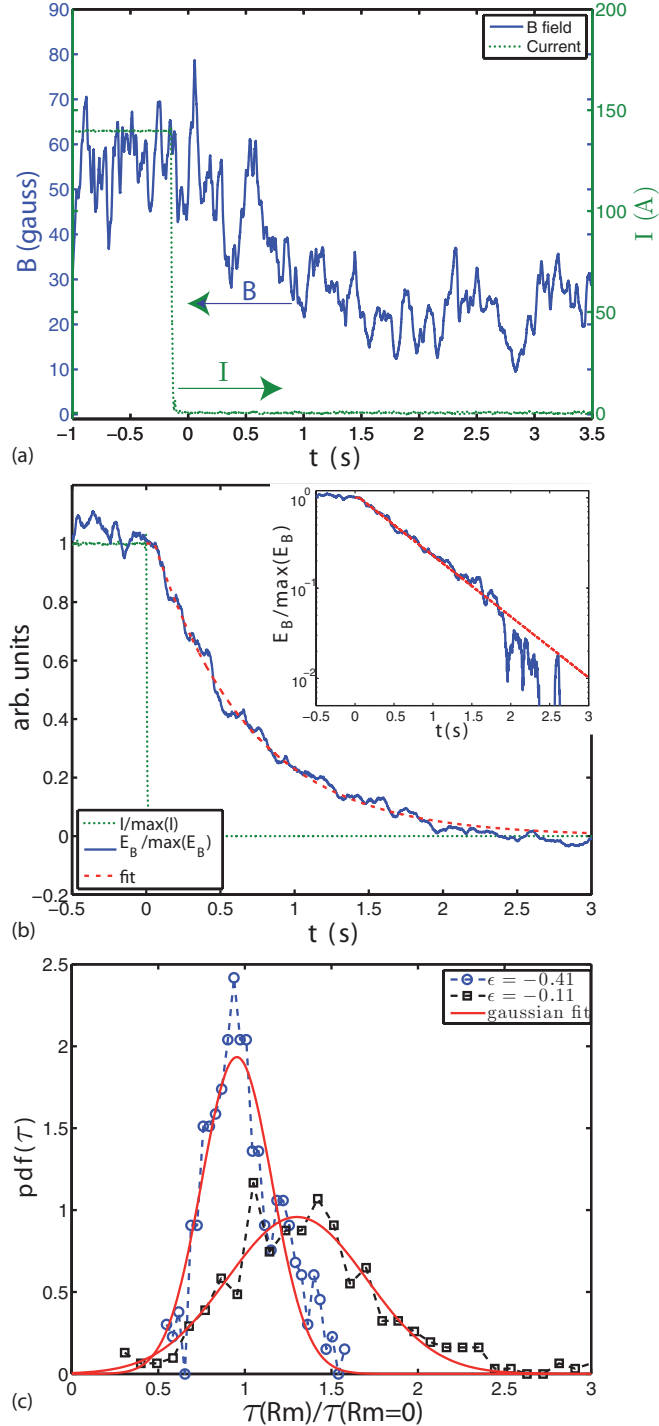 90
80
70
60
50
40
30
20
10
0
B (gauss)
200
150
100
50
0
I (A)
B field
Current
B
I
-1 -0.5 0 0.5 1 1.5 2 2.5 3 3.5
(a)
t (s)
1
0.8
0.6
0.4
0.2
0
−0.2
arb. units
10^0
10^-1
10^-2
E_B/max(E_B)
-0.5 0 0.5 1 1.5 2 2.5 3
t(s)
I/max(I)
E_B/max(E_B)
fit
-0.5 0 0.5 1 1.5 2 2.5 3
(b)
t (s)
2.5
2
1.5
1
0.5
0
pdf(τ)
ϵ = −0.41
ϵ = −0.11
gaussian fit
0 0.5 1 1.5 2 2.5 3
(c)
τ(Rm)/τ(Rm=0)